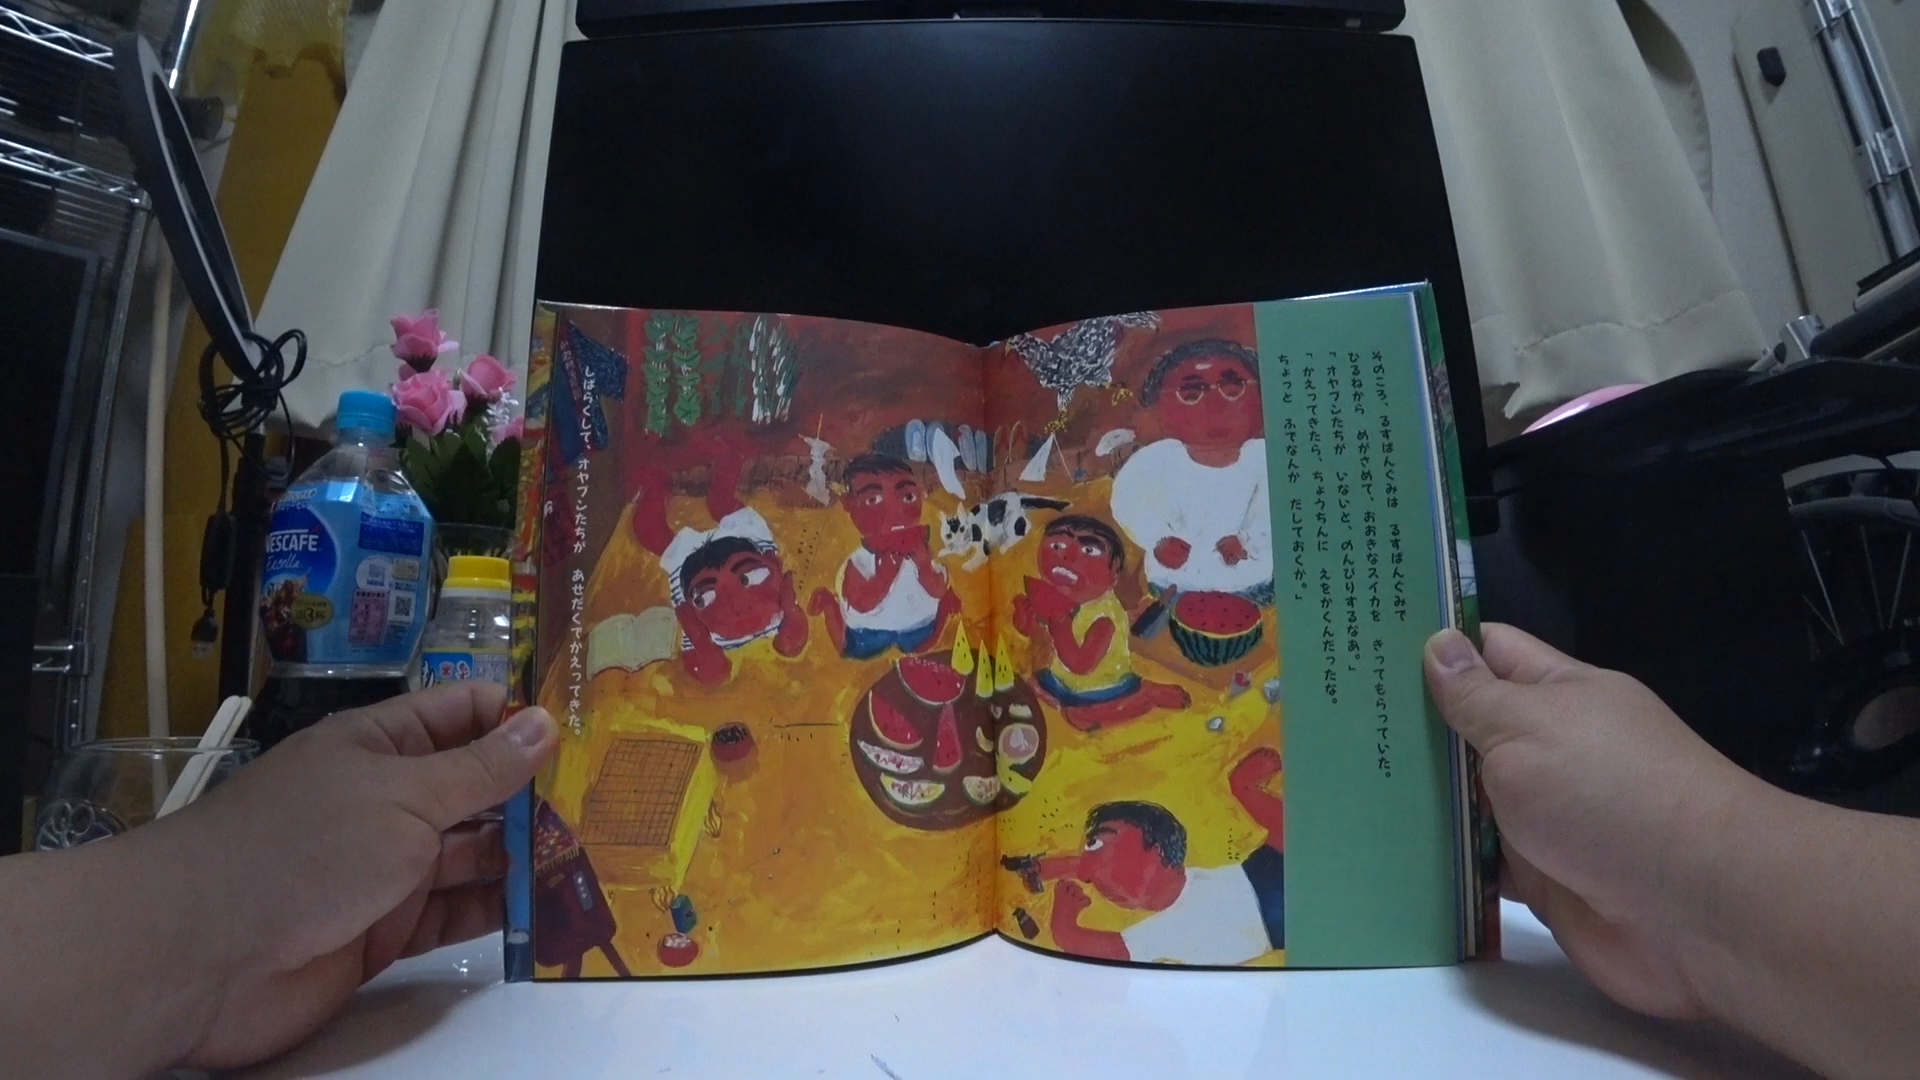 そのころ、るすばんぐみは　るすばんぐみで
ひるねから　めがさめて、おおきなスイカを　きってもらっていた。
「オヤブンたちが　いないと、のんびりするなあ。」
「かえってきたら、ちょうちんに　えをかくんだったな。
ちょっと　ふでなんか　だしておくか。」
しばらくして、オヤブンたちが　あせだくでかえってきた。
NESCAFE
Excella